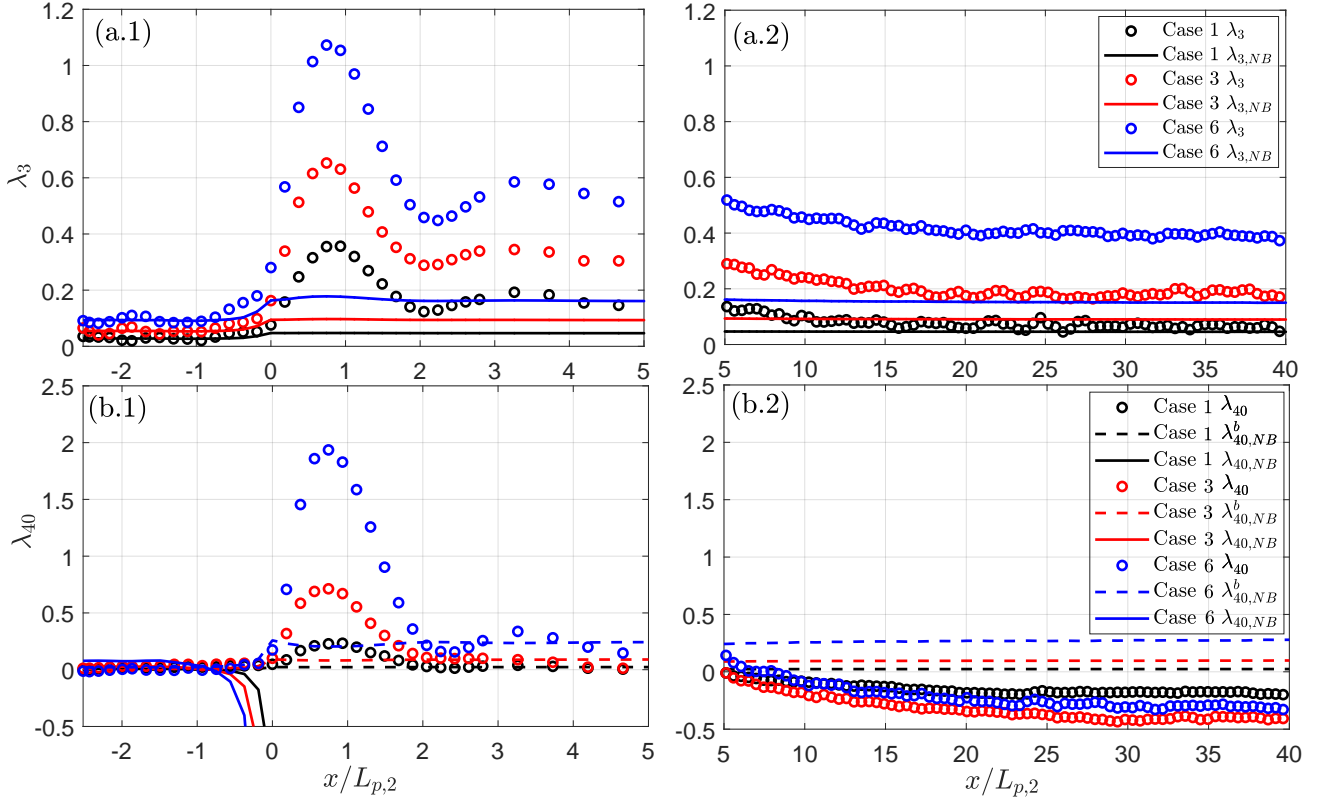 (a.1)
1.2
1
0.8
0.6
0.4
0.2
0
λ₃
-2 -1 0 1 2 3 4 5
(a.2)
1.2
1
0.8
0.6
0.4
0.2
0
5 10 15 20 25 30 35 40
Case 1 λ₃
Case 1 λ₃,NB
Case 3 λ₃
Case 3 λ₃,NB
Case 6 λ₃
Case 6 λ₃,NB
(b.1)
2.5
2
1.5
1
0.5
0
-0.5
λ₄₀
-2 -1 0 1 2 3 4 5
x/Lp,2
(b.2)
2.5
2
1.5
1
0.5
0
-0.5
5 10 15 20 25 30 35 40
x/Lp,2
Case 1 λ₄₀
Case 1 λᵇ₄₀,NB
Case 1 λ₄₀,NB
Case 3 λ₄₀
Case 3 λᵇ₄₀,NB
Case 3 λ₄₀,NB
Case 6 λ₄₀
Case 6 λᵇ₄₀,NB
Case 6 λ₄₀,NB